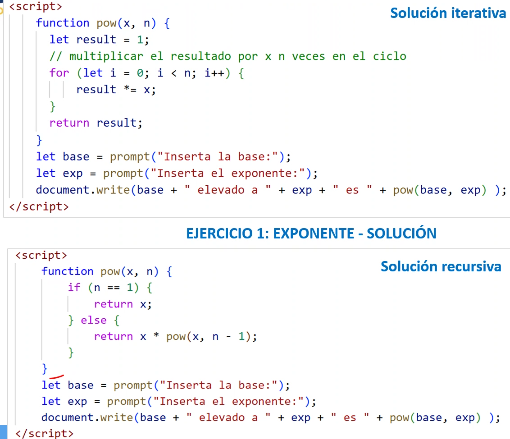 <script>
Solución iterativa
function pow(x, n) {
let result = 1;
// multiplicar el resultado por x n veces en el ciclo
for (let i = 0; i < n; i++) {
result *= x;
}
return result;
}
let base = prompt("Inserta la base:");
let exp = prompt("Inserta el exponente:");
document.write(base + " elevado a " + exp + " es " + pow(base, exp) );
</script>
EJERCICIO 1: EXPONENTE - SOLUCIÓN
<script>
Solución recursiva
function pow(x, n) {
if (n == 1) {
return x;
} else {
return x * pow(x, n - 1);
}
}
let base = prompt("Inserta la base:");
let exp = prompt("Inserta el exponente:");
document.write(base + " elevado a " + exp + " es " + pow(base, exp) );
</script>